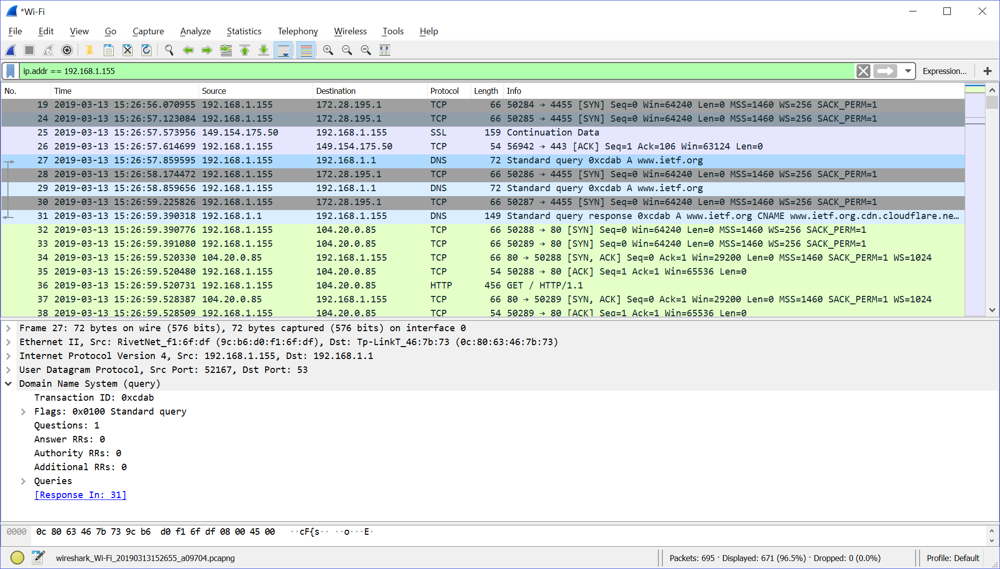 *Wi-Fi
File Edit View Go Capture Analyze Statistics Telephony Wireless Tools Help
ip.addr == 192.168.1.155 Expression... +
No. Time Source Destination Protocol Length Info
19 2019-03-13 15:26:56.070955 192.168.1.155 172.28.195.1 TCP 66 50284 → 4455 [SYN] Seq=0 Win=64240 Len=0 MSS=1460 WS=256 SACK_PERM=1
24 2019-03-13 15:26:57.123084 192.168.1.155 172.28.195.1 TCP 66 50285 → 4455 [SYN] Seq=0 Win=64240 Len=0 MSS=1460 WS=256 SACK_PERM=1
25 2019-03-13 15:26:57.573956 149.154.175.50 192.168.1.155 SSL 159 Continuation Data
26 2019-03-13 15:26:57.614699 192.168.1.155 149.154.175.50 TCP 54 56942 → 443 [ACK] Seq=1 Ack=106 Win=63124 Len=0
27 2019-03-13 15:26:57.859595 192.168.1.155 192.168.1.1 DNS 72 Standard query 0xcdab A www.ietf.org
28 2019-03-13 15:26:58.174472 192.168.1.155 172.28.195.1 TCP 66 50286 → 4455 [SYN] Seq=0 Win=64240 Len=0 MSS=1460 WS=256 SACK_PERM=1
29 2019-03-13 15:26:58.859656 192.168.1.155 192.168.1.1 DNS 72 Standard query 0xcdab A www.ietf.org
30 2019-03-13 15:26:59.225826 192.168.1.155 172.28.195.1 TCP 66 50287 → 4455 [SYN] Seq=0 Win=64240 Len=0 MSS=1460 WS=256 SACK_PERM=1
31 2019-03-13 15:26:59.390318 192.168.1.1 192.168.1.155 DNS 149 Standard query response 0xcdab A www.ietf.org CNAME www.ietf.org.cdn.cloudflare.ne…
32 2019-03-13 15:26:59.390776 192.168.1.155 104.20.0.85 TCP 66 50288 → 80 [SYN] Seq=0 Win=64240 Len=0 MSS=1460 WS=256 SACK_PERM=1
33 2019-03-13 15:26:59.391080 192.168.1.155 104.20.0.85 TCP 66 50289 → 80 [SYN] Seq=0 Win=64240 Len=0 MSS=1460 WS=256 SACK_PERM=1
34 2019-03-13 15:26:59.520330 104.20.0.85 192.168.1.155 TCP 66 80 → 50288 [SYN, ACK] Seq=0 Ack=1 Win=29200 Len=0 MSS=1460 SACK_PERM=1 WS=1024
35 2019-03-13 15:26:59.520480 192.168.1.155 104.20.0.85 TCP 54 50288 → 80 [ACK] Seq=1 Ack=1 Win=65536 Len=0
36 2019-03-13 15:26:59.520731 192.168.1.155 104.20.0.85 HTTP 456 GET / HTTP/1.1
37 2019-03-13 15:26:59.528387 104.20.0.85 192.168.1.155 TCP 66 80 → 50289 [SYN, ACK] Seq=0 Ack=1 Win=29200 Len=0 MSS=1460 SACK_PERM=1 WS=1024
38 2019-03-13 15:26:59.528509 192.168.1.155 104.20.0.85 TCP 54 50289 → 80 [ACK] Seq=1 Ack=1 Win=65536 Len=0
Frame 27: 72 bytes on wire (576 bits), 72 bytes captured (576 bits) on interface 0
Ethernet II, Src: RivetNet_f1:6f:df (9c:b6:d0:f1:6f:df), Dst: Tp-LinkT_46:7b:73 (0c:80:63:46:7b:73)
Internet Protocol Version 4, Src: 192.168.1.155, Dst: 192.168.1.1
User Datagram Protocol, Src Port: 52167, Dst Port: 53
Domain Name System (query)
Transaction ID: 0xcdab
Flags: 0x0100 Standard query
Questions: 1
Answer RRs: 0
Authority RRs: 0
Additional RRs: 0
Queries
[Response In: 31]
0000 0c 80 63 46 7b 73 9c b6 d0 f1 6f df 08 00 45 00 ··cF{s·· ··o···E·
wireshark_Wi-Fi_20190313152655_a09704.pcapng Packets: 695 · Displayed: 671 (96.5%) · Dropped: 0 (0.0%) Profile: Default